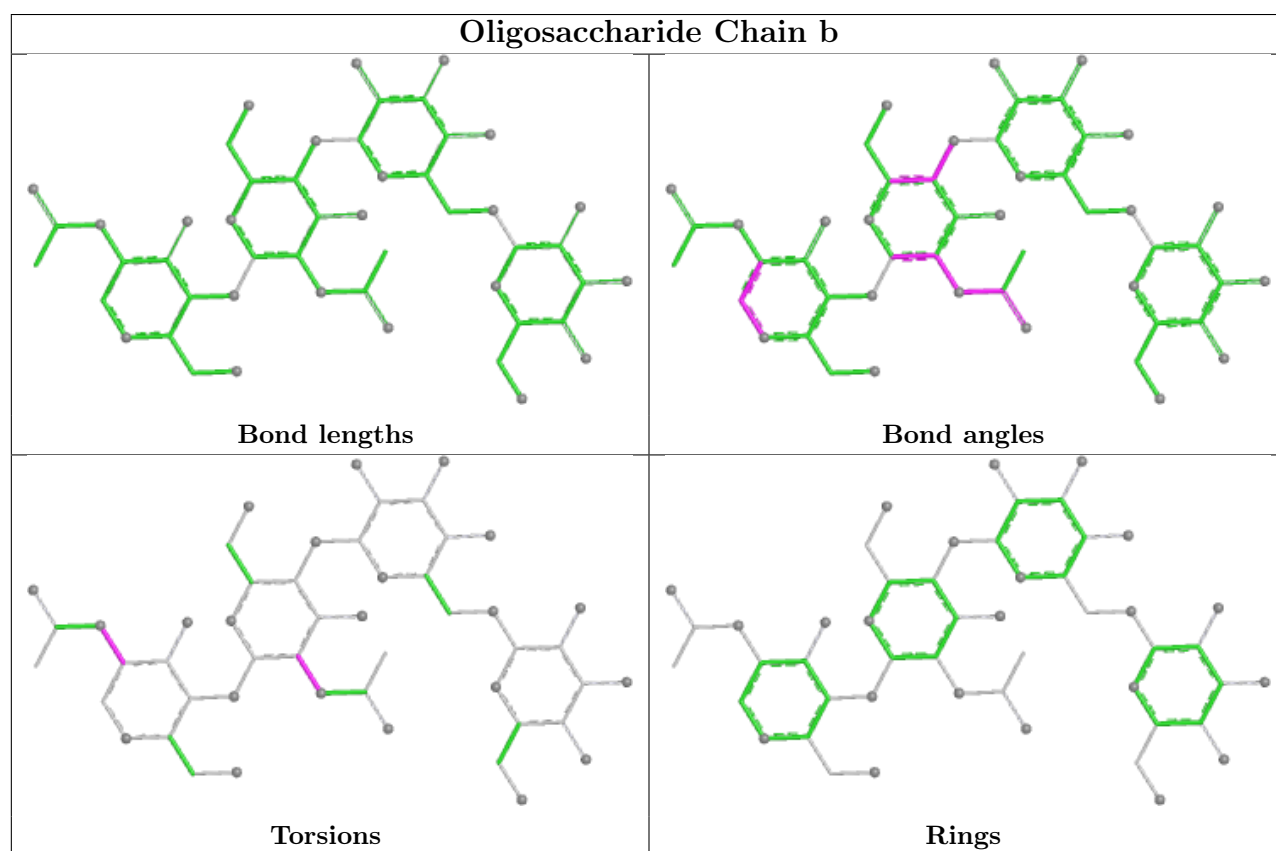 Oligosaccharide Chain b
Bond lengths
Bond angles
Torsions
Rings